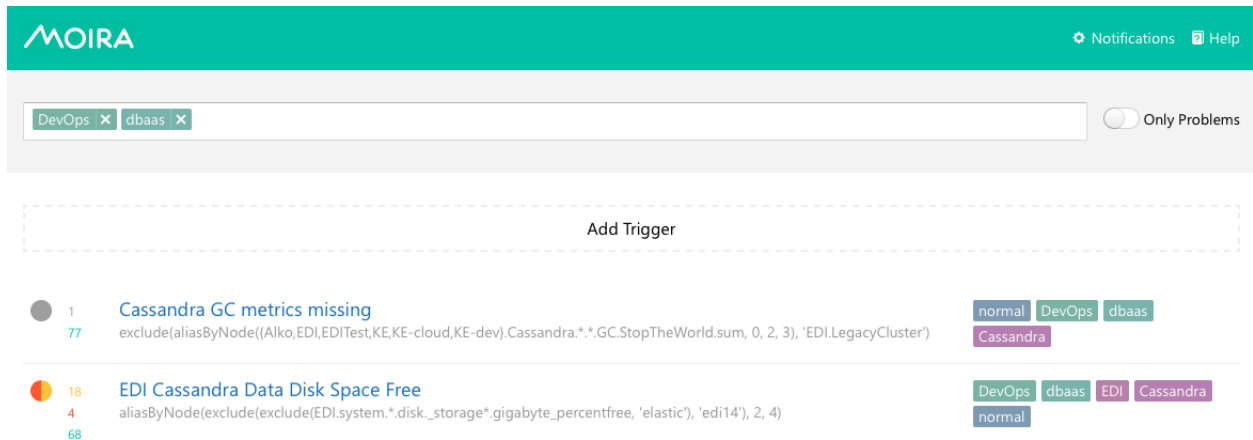 MOIRA
Notifications Help
DevOps × dbaas ×
Only Problems
Add Trigger
1 Cassandra GC metrics missing normal DevOps dbaas
77 exclude(aliasByNode({Alko,EDI,EDITest,KE,KE-cloud,KE-dev}.Cassandra.*.*.GC.StopTheWorld.sum, 0, 2, 3), 'EDI.LegacyCluster')
Cassandra
18 EDI Cassandra Data Disk Space Free DevOps dbaas EDI Cassandra
4 aliasByNode(exclude(exclude(EDI.system.*.disk._storage*.gigabyte_percentfree, 'elastic'), 'edi14'), 2, 4)
normal
68